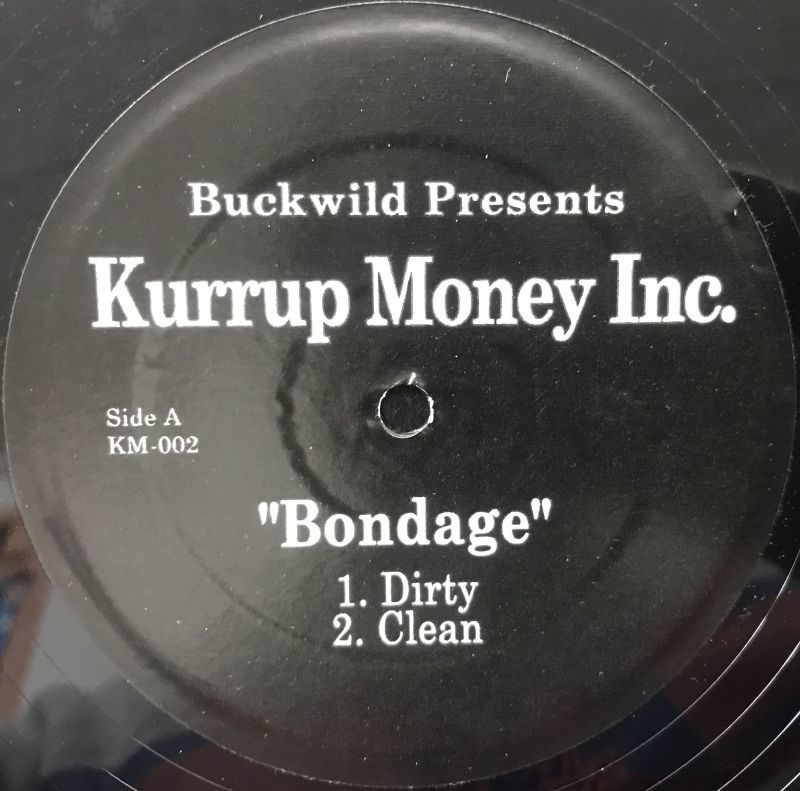 Buckwild Presents
Kurrup Money Inc.
Side A
KM-002
"Bondage"
1. Dirty
2. Clean